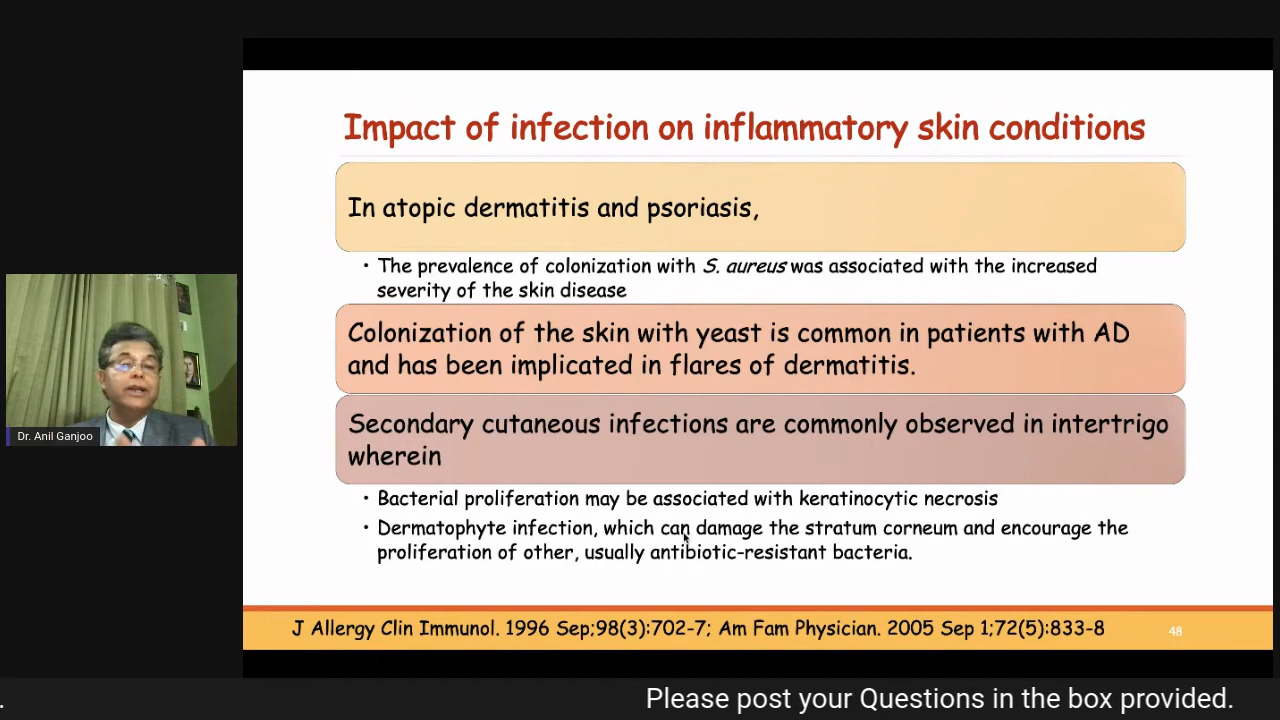 Impact of infection on inflammatory skin conditions
In atopic dermatitis and psoriasis,
• The prevalence of colonization with S. aureus was associated with the increased
severity of the skin disease
Colonization of the skin with yeast is common in patients with AD
and has been implicated in flares of dermatitis.
Secondary cutaneous infections are commonly observed in intertrigo
wherein
• Bacterial proliferation may be associated with keratinocytic necrosis
• Dermatophyte infection, which can damage the stratum corneum and encourage the
proliferation of other, usually antibiotic-resistant bacteria.
J Allergy Clin Immunol. 1996 Sep;98(3):702-7; Am Fam Physician. 2005 Sep 1;72(5):833-8
48
Dr. Anil Ganjoo
. Please post your Questions in the box provided.